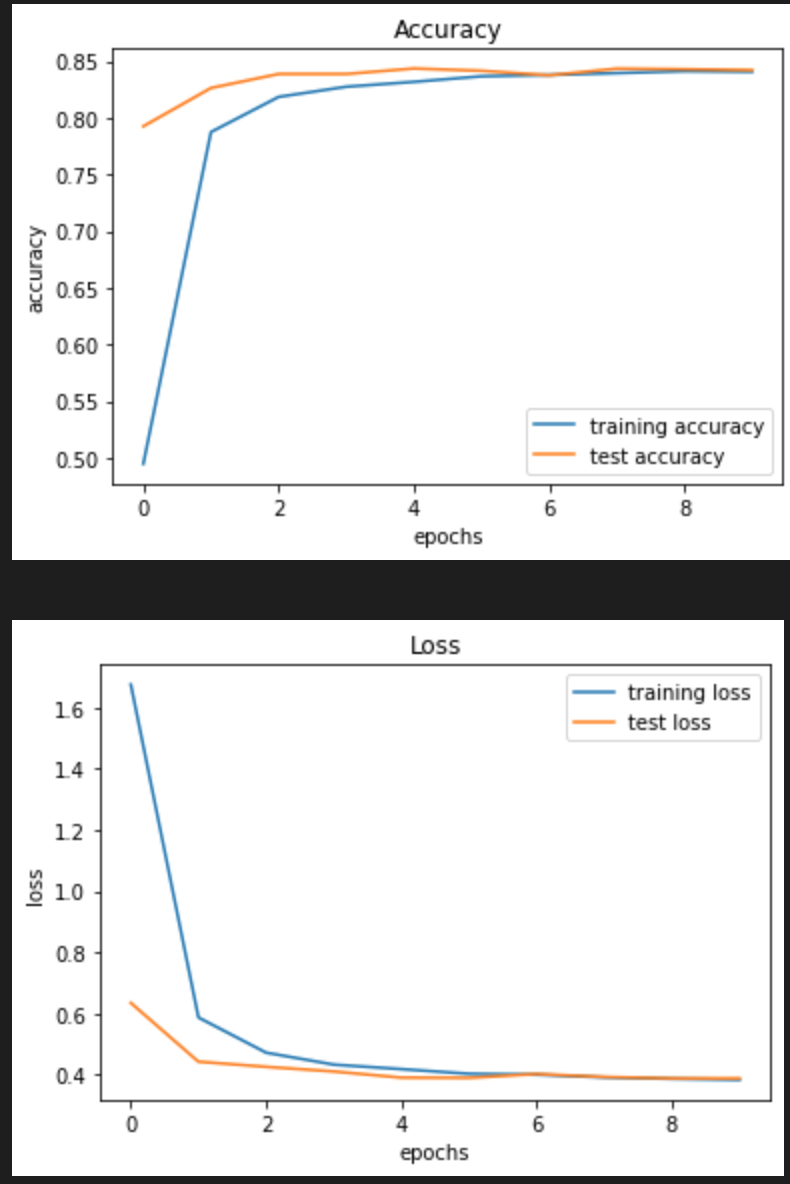 Accuracy
0.85
0.80
0.75
0.70
0.65
0.60
0.55
0.50
accuracy
training accuracy
test accuracy
0 2 4 6 8
epochs
Loss
training loss
test loss
1.6
1.4
1.2
1.0
0.8
0.6
0.4
loss
0 2 4 6 8
epochs